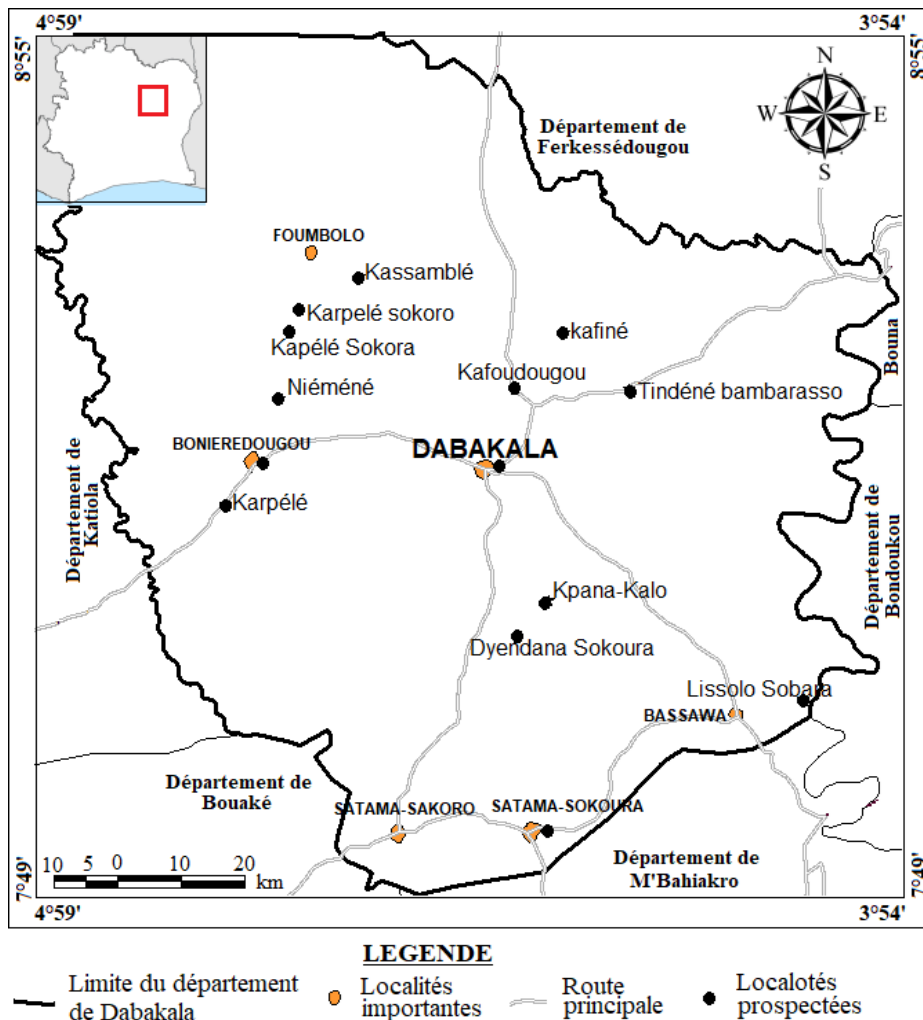 4°59'
3°54'
8°55'
8°55'
N
W
E
S
Département de
Ferkessédougou
FOUMBOLO
Kassamblé
Karpelé sokoro
Kapélé Sokora
kafiné
Bouna
Kafoudougou
Niéméné
Tindéné bambarasso
BONIEREDOUGOU
DABAKALA
Département de
Katiola
Karpélé
Département de
Bondoukou
Kpana-Kalo
Dyendana Sokoura
Lissolo Sobara
BASSAWA
Département de
Bouaké
SATAMA-SAKORO
SATAMA-SOKOURA
Département de
M'Bahiakro
10 5 0 10 20
km
7°49'
7°49'
4°59'
3°54'
LEGENDE
Limite du département
de Dabakala
Localités
importantes
Route
principale
Localotés
prospectées